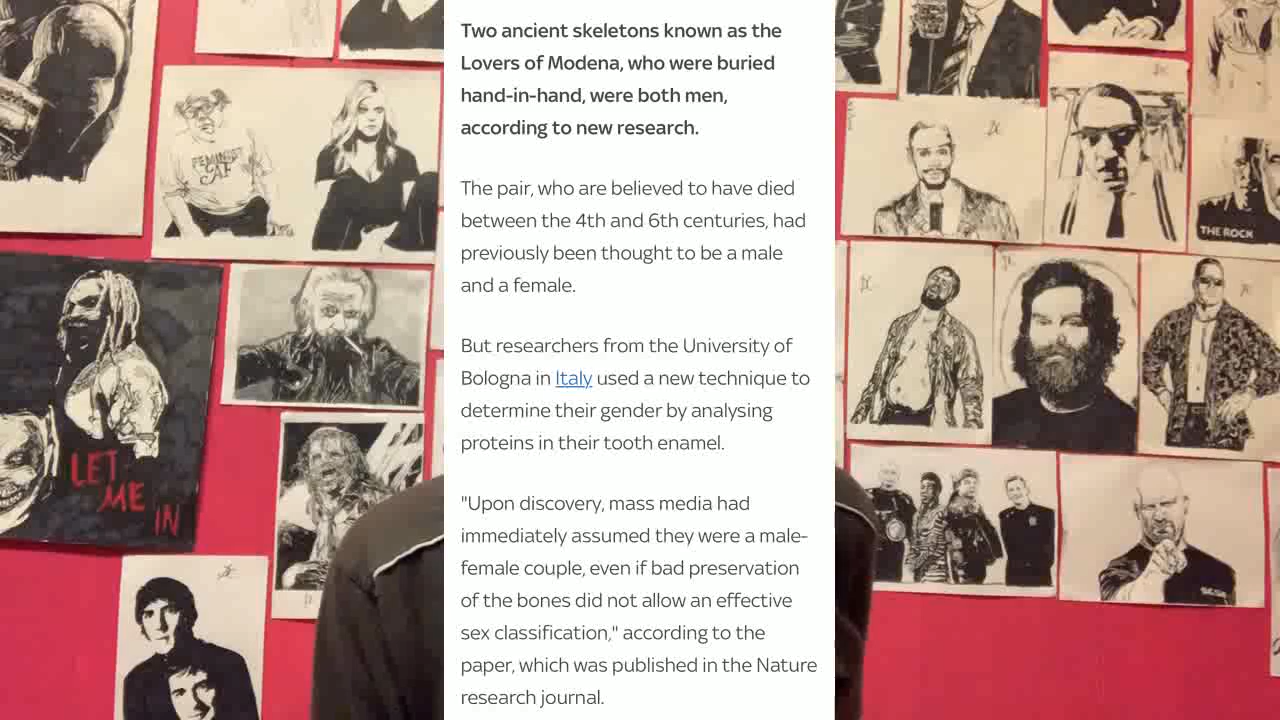 Two ancient skeletons known as the
Lovers of Modena, who were buried
hand-in-hand, were both men,
according to new research.
The pair, who are believed to have died
between the 4th and 6th centuries, had
previously been thought to be a male
and a female.
But researchers from the University of
Bologna in Italy used a new technique to
determine their gender by analysing
proteins in their tooth enamel.
"Upon discovery, mass media had
immediately assumed they were a male-
female couple, even if bad preservation
of the bones did not allow an effective
sex classification," according to the
paper, which was published in the Nature
research journal.
FEMINIST
AF
LET
ME
IN
THE ROCK